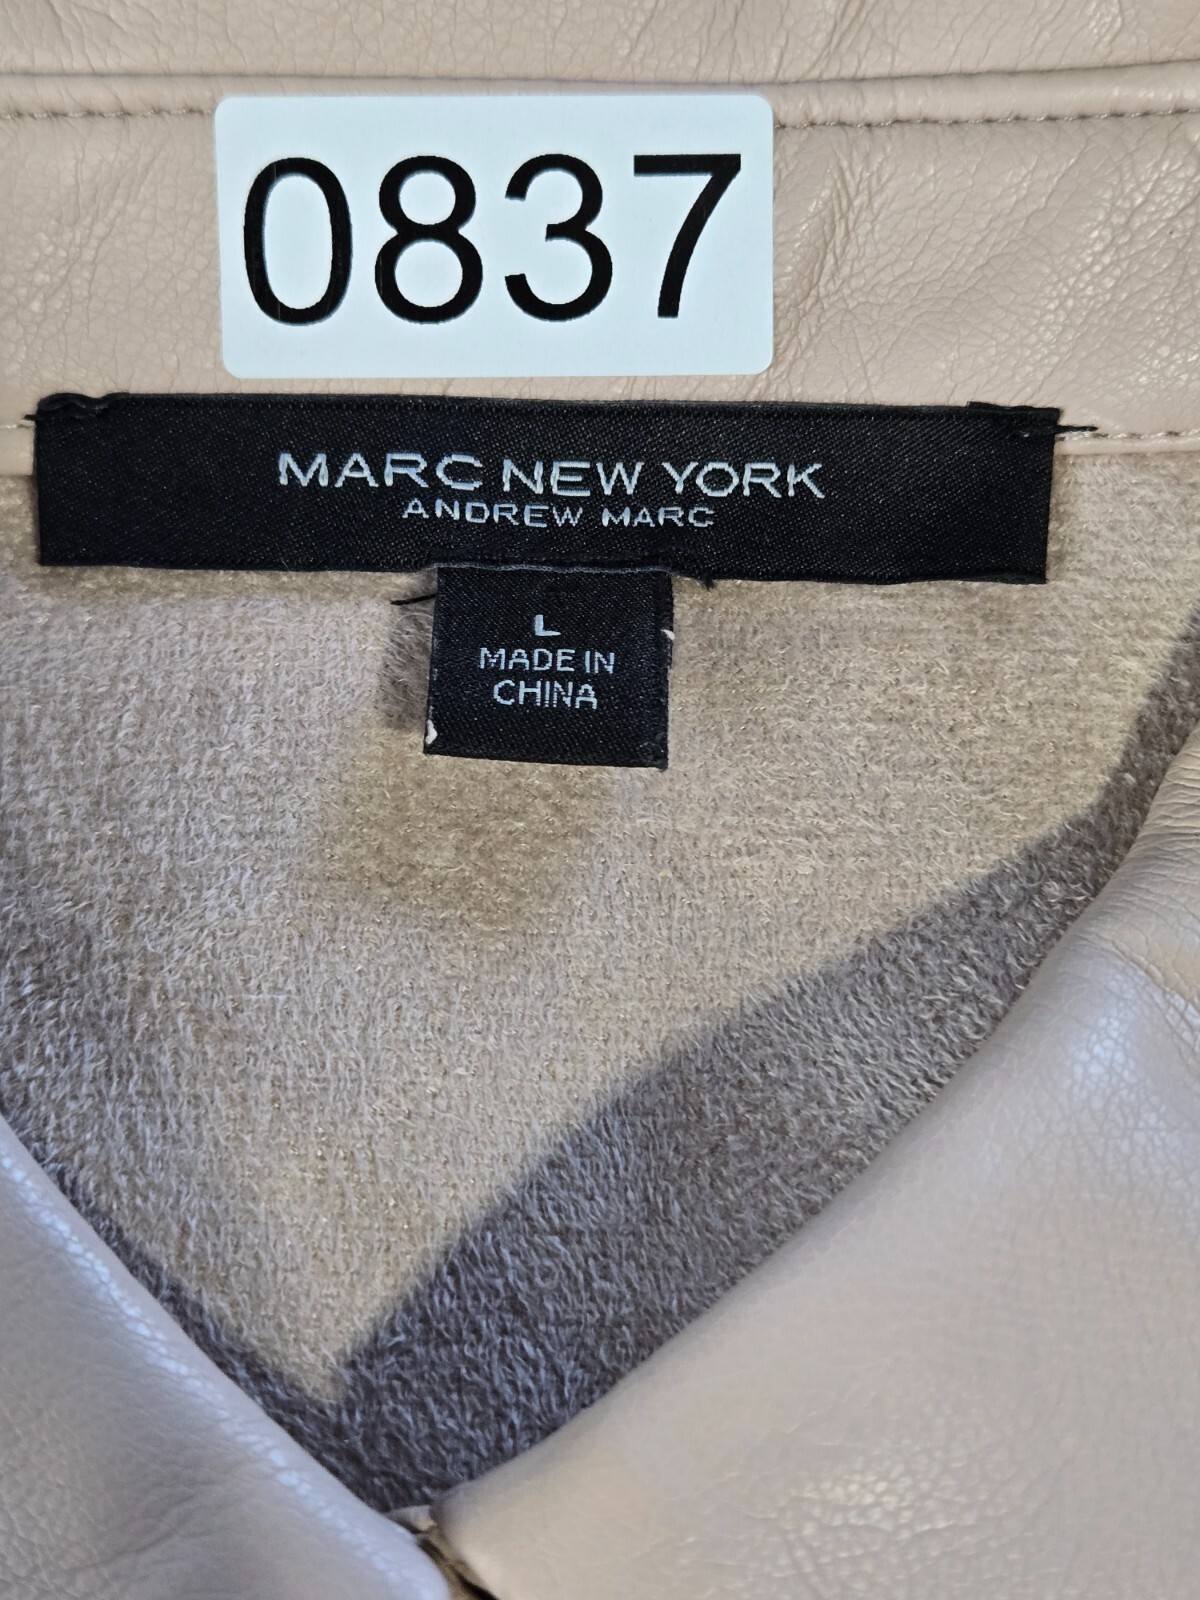 0837
MARC NEW YORK
ANDREW MARC
L
MADE IN
CHINA